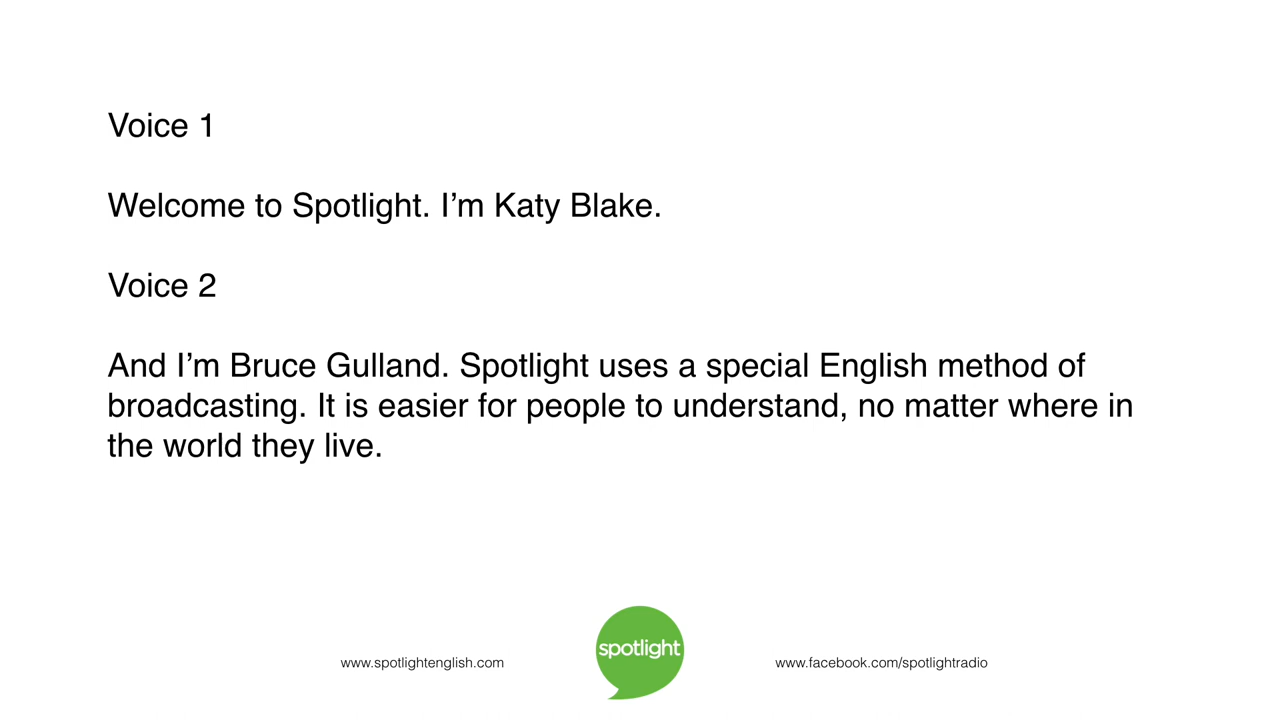 Voice 1
Welcome to Spotlight. I’m Katy Blake.
Voice 2
And I’m Bruce Gulland. Spotlight uses a special English method of
broadcasting. It is easier for people to understand, no matter where in
the world they live.
www.spotlightenglish.com
spotlight
www.facebook.com/spotlightradio